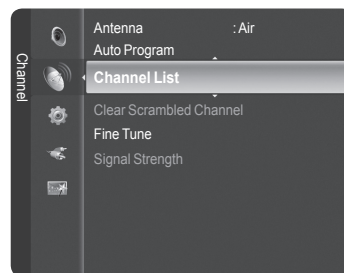 Channel
Antenna : Air
Auto Program
Channel List
Clear Scrambled Channel
Fine Tune
Signal Strength